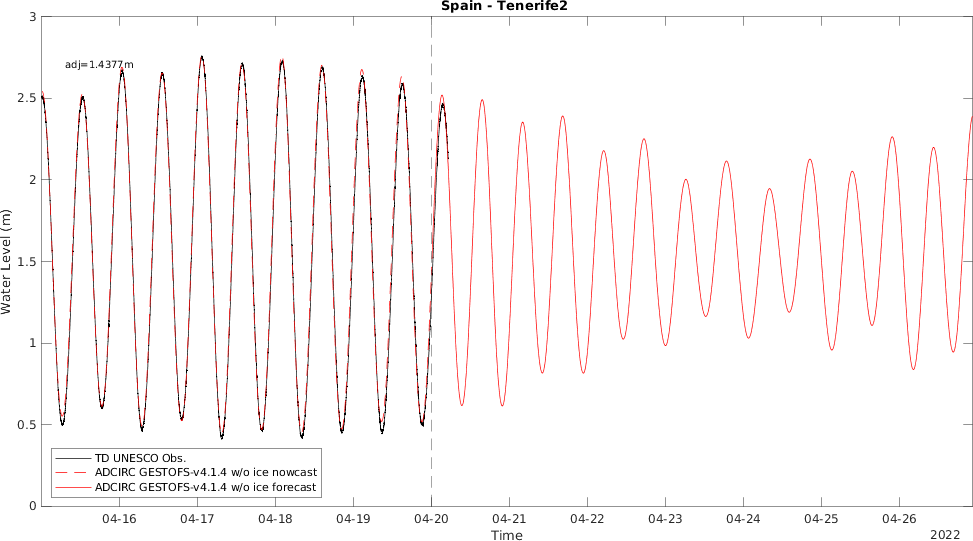 Spain - Tenerife2
adj=1.4377m
3
2.5
2
1.5
1
0.5
0
Water Level (m)
TD UNESCO Obs.
ADCIRC GESTOFS-v4.1.4 w/o ice nowcast
ADCIRC GESTOFS-v4.1.4 w/o ice forecast
04-16 04-17 04-18 04-19 04-20 04-21 04-22 04-23 04-24 04-25 04-26
Time
2022